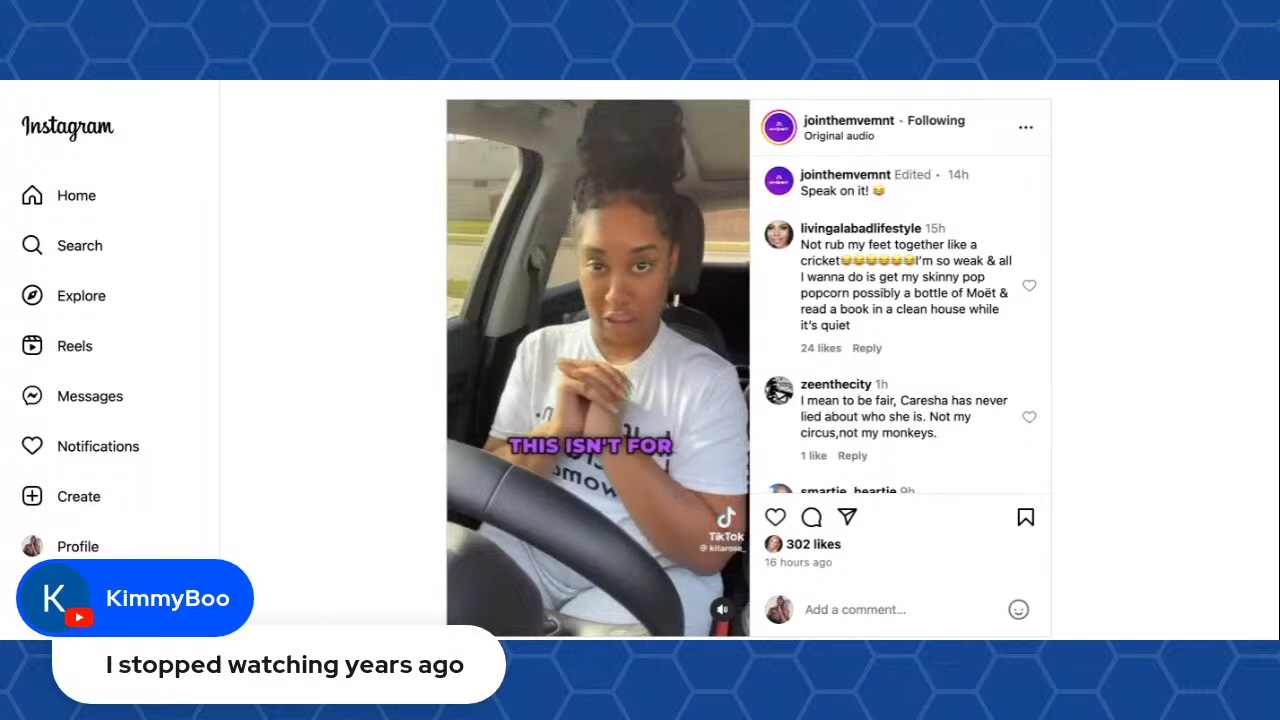 Instagram
Home
Search
Explore
Reels
Messages
Notifications
Create
Profile
THIS ISN'T FOR
TikTok
@kitarose_
jointhemvemnt • Following
Original audio
jointhemvemnt Edited • 14h
Speak on it! 😂
livingalabadlifestyle 15h
Not rub my feet together like a
cricket😂😂😂😂😂😂I'm so weak & all
I wanna do is get my skinny pop
popcorn possibly a bottle of Moët &
read a book in a clean house while
it's quiet
24 likes Reply
zeenthecity 1h
I mean to be fair, Caresha has never
lied about who she is. Not my
circus,not my monkeys.
1 like Reply
smartie_heartie 9h
302 likes
16 hours ago
Add a comment...
K
KimmyBoo
I stopped watching years ago